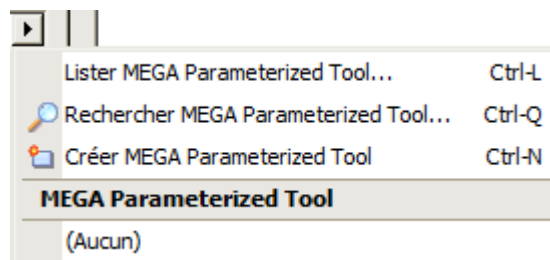 Lister MEGA Parameterized Tool... Ctrl-L
Rechercher MEGA Parameterized Tool... Ctrl-Q
Créer MEGA Parameterized Tool Ctrl-N
MEGA Parameterized Tool
(Aucun)